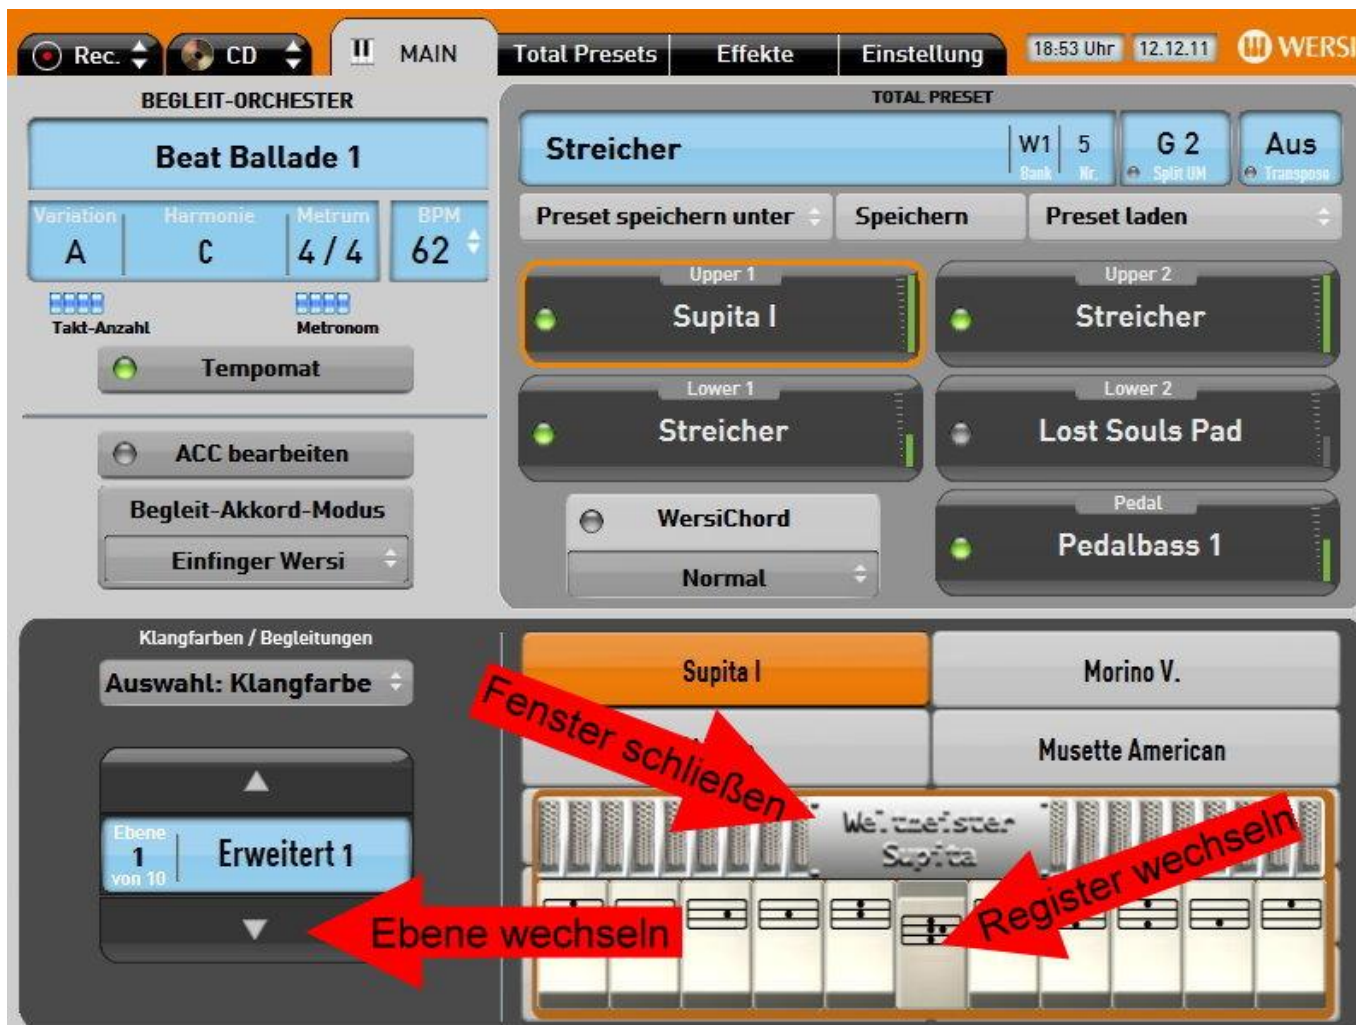 Rec.
CD
MAIN
Total Presets
Effekte
Einstellung
18:53 Uhr
12.12.11
WERSI
BEGLEIT-ORCHESTER
Beat Ballade 1
Variation
Harmonie
Metrum
BPM
A
C
4 / 4
62
Takt-Anzahl
Metronom
Tempomat
ACC bearbeiten
Begleit-Akkord-Modus
Einfinger Wersi
TOTAL PRESET
Streicher
W1
5
G 2
Aus
Bank
Nr.
Split UM
Transpose
Preset speichern unter
Speichern
Preset laden
Upper 1
Supita I
Upper 2
Streicher
Lower 1
Streicher
Lower 2
Lost Souls Pad
WersiChord
Normal
Pedal
Pedalbass 1
Klangfarben / Begleitungen
Auswahl: Klangfarbe
Ebene
1
von 10
Erweitert 1
Supita I
Morino V.
Musette American
Fenster schließen
Weltmeister
Supita
Register wechseln
Ebene wechseln